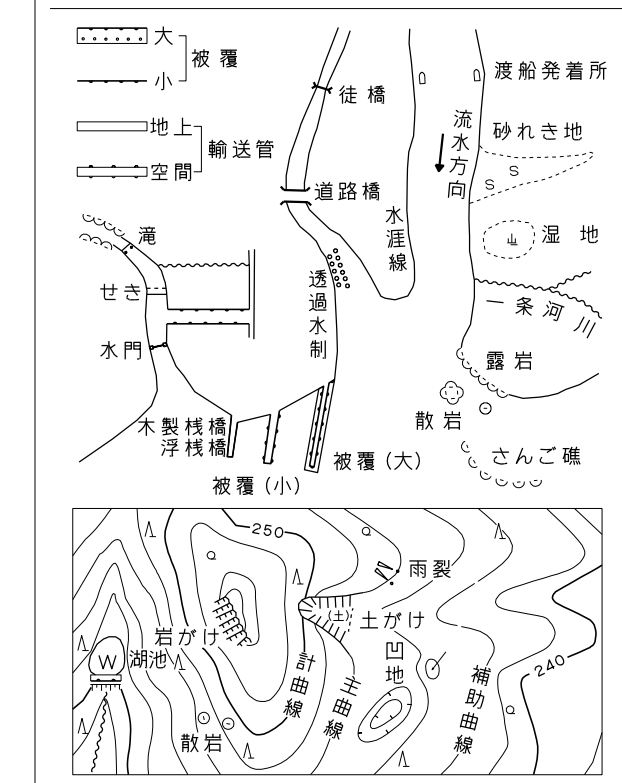 大
被覆
小
地上
輸送管
空間
徒橋
渡船発着所
流水方向
砂れき地
S
道路橋
水涯線
滝
湿地
せき
透過水制
一条河川
水門
露岩
散岩
木製桟橋
浮桟橋
さんご礁
被覆(大)
被覆(小)
250
雨裂
(土)
土がけ
岩がけ
W
湖池
凹地
計曲線
主曲線
補助曲線
240
散岩